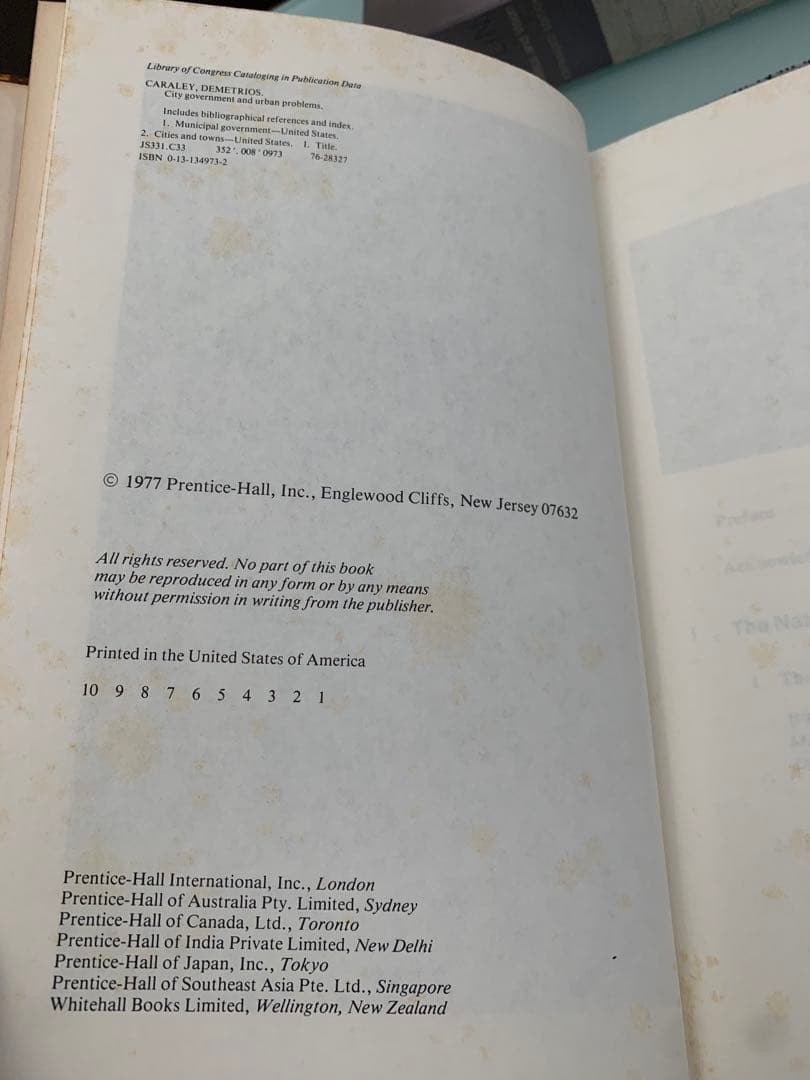 Library of Congress Cataloging in Publication Data
CARALEY, DEMETRIOS.
City government and urban problems.
Includes bibliographical references and index.
1. Municipal government—United States.
2. Cities and towns—United States. I. Title.
JS331.C33 352'.008'0973 76-28327
ISBN 0-13-134973-2
© 1977 Prentice-Hall, Inc., Englewood Cliffs, New Jersey 07632
All rights reserved. No part of this book
may be reproduced in any form or by any means
without permission in writing from the publisher.
Printed in the United States of America
10 9 8 7 6 5 4 3 2 1
Prentice-Hall International, Inc., London
Prentice-Hall of Australia Pty. Limited, Sydney
Prentice-Hall of Canada, Ltd., Toronto
Prentice-Hall of India Private Limited, New Delhi
Prentice-Hall of Japan, Inc., Tokyo
Prentice-Hall of Southeast Asia Pte. Ltd., Singapore
Whitehall Books Limited, Wellington, New Zealand
Preface